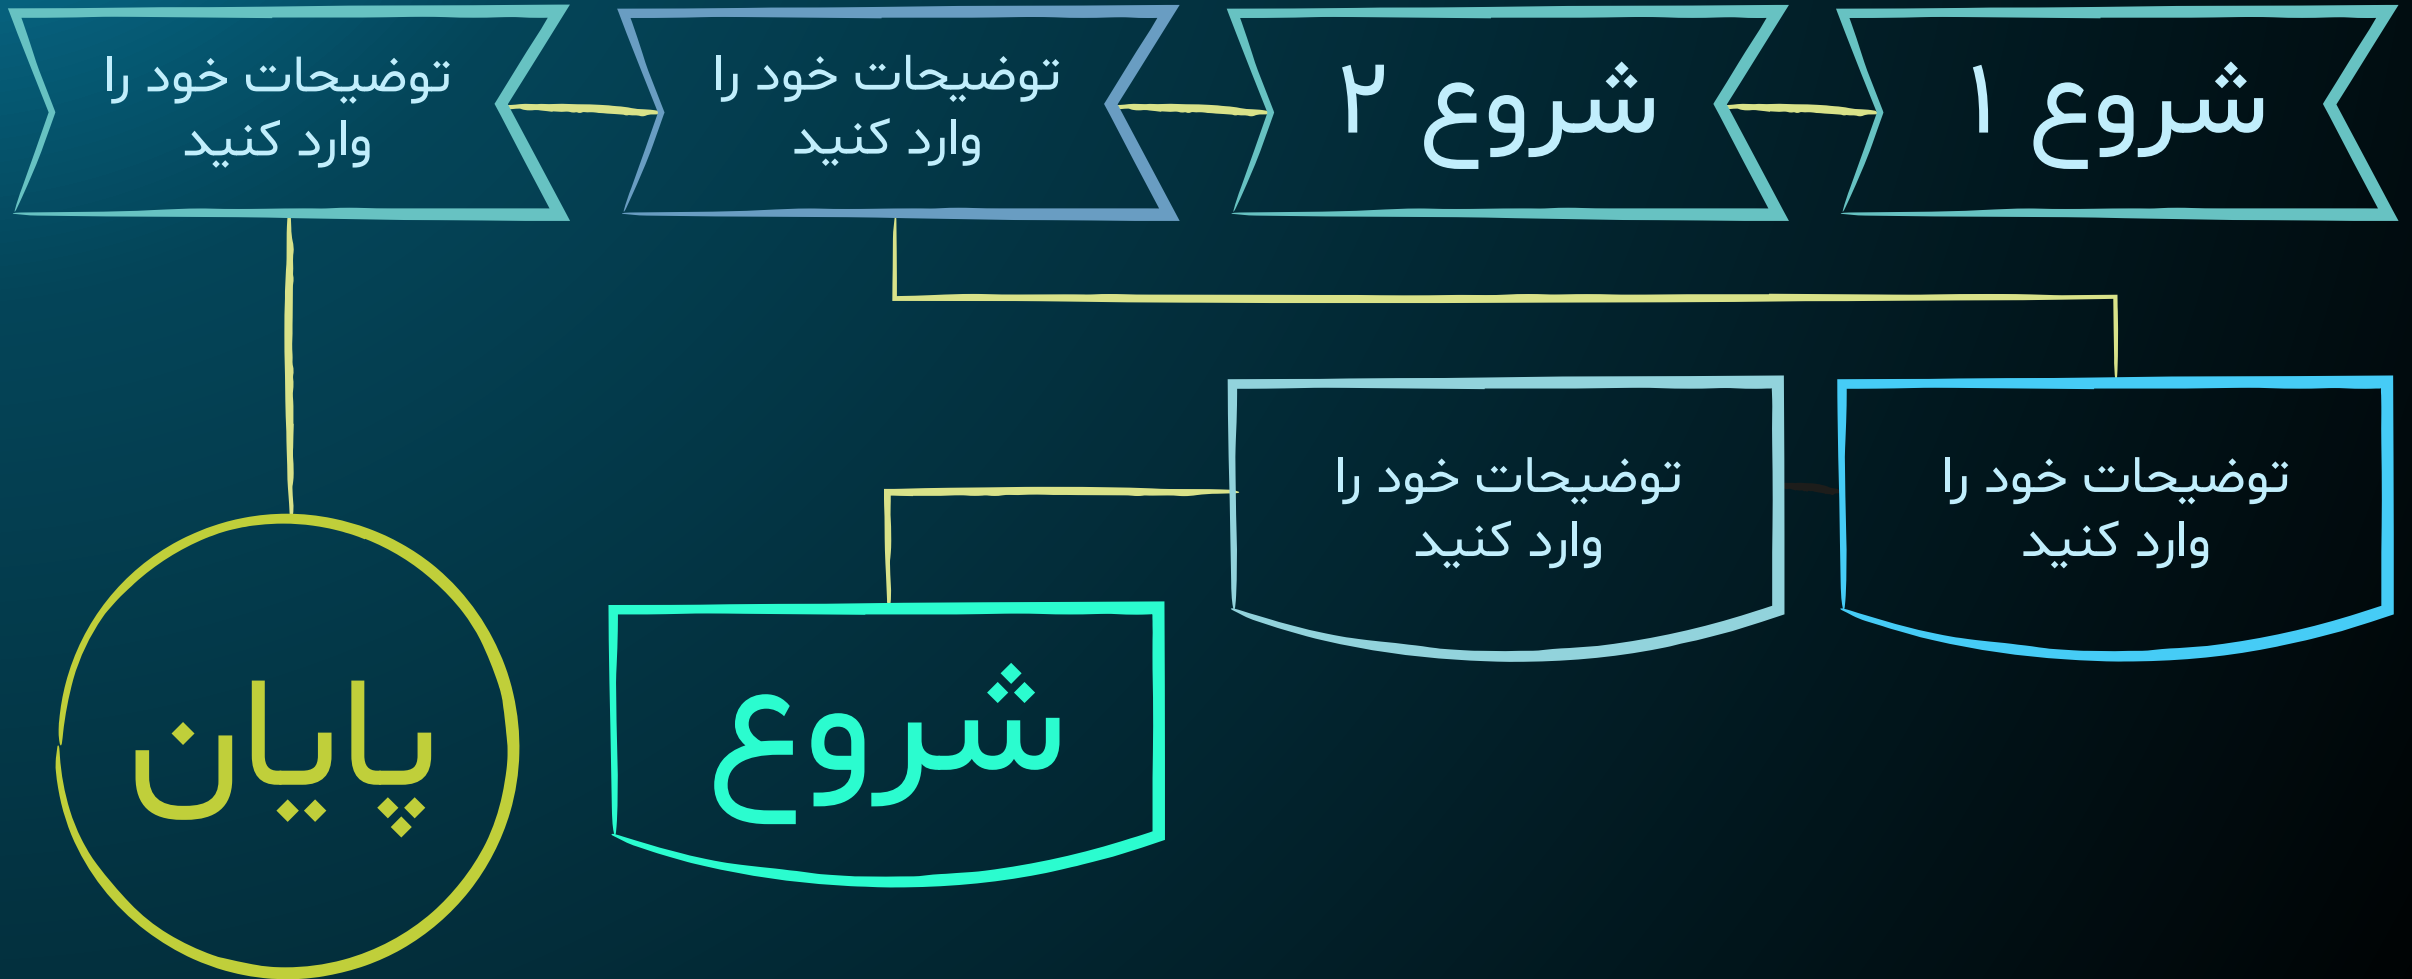 شروع ۱
شروع ۲
توضیحات خود را
وارد کنید
توضیحات خود را
وارد کنید
توضیحات خود را
وارد کنید
توضیحات خود را
وارد کنید
شروع
پایان